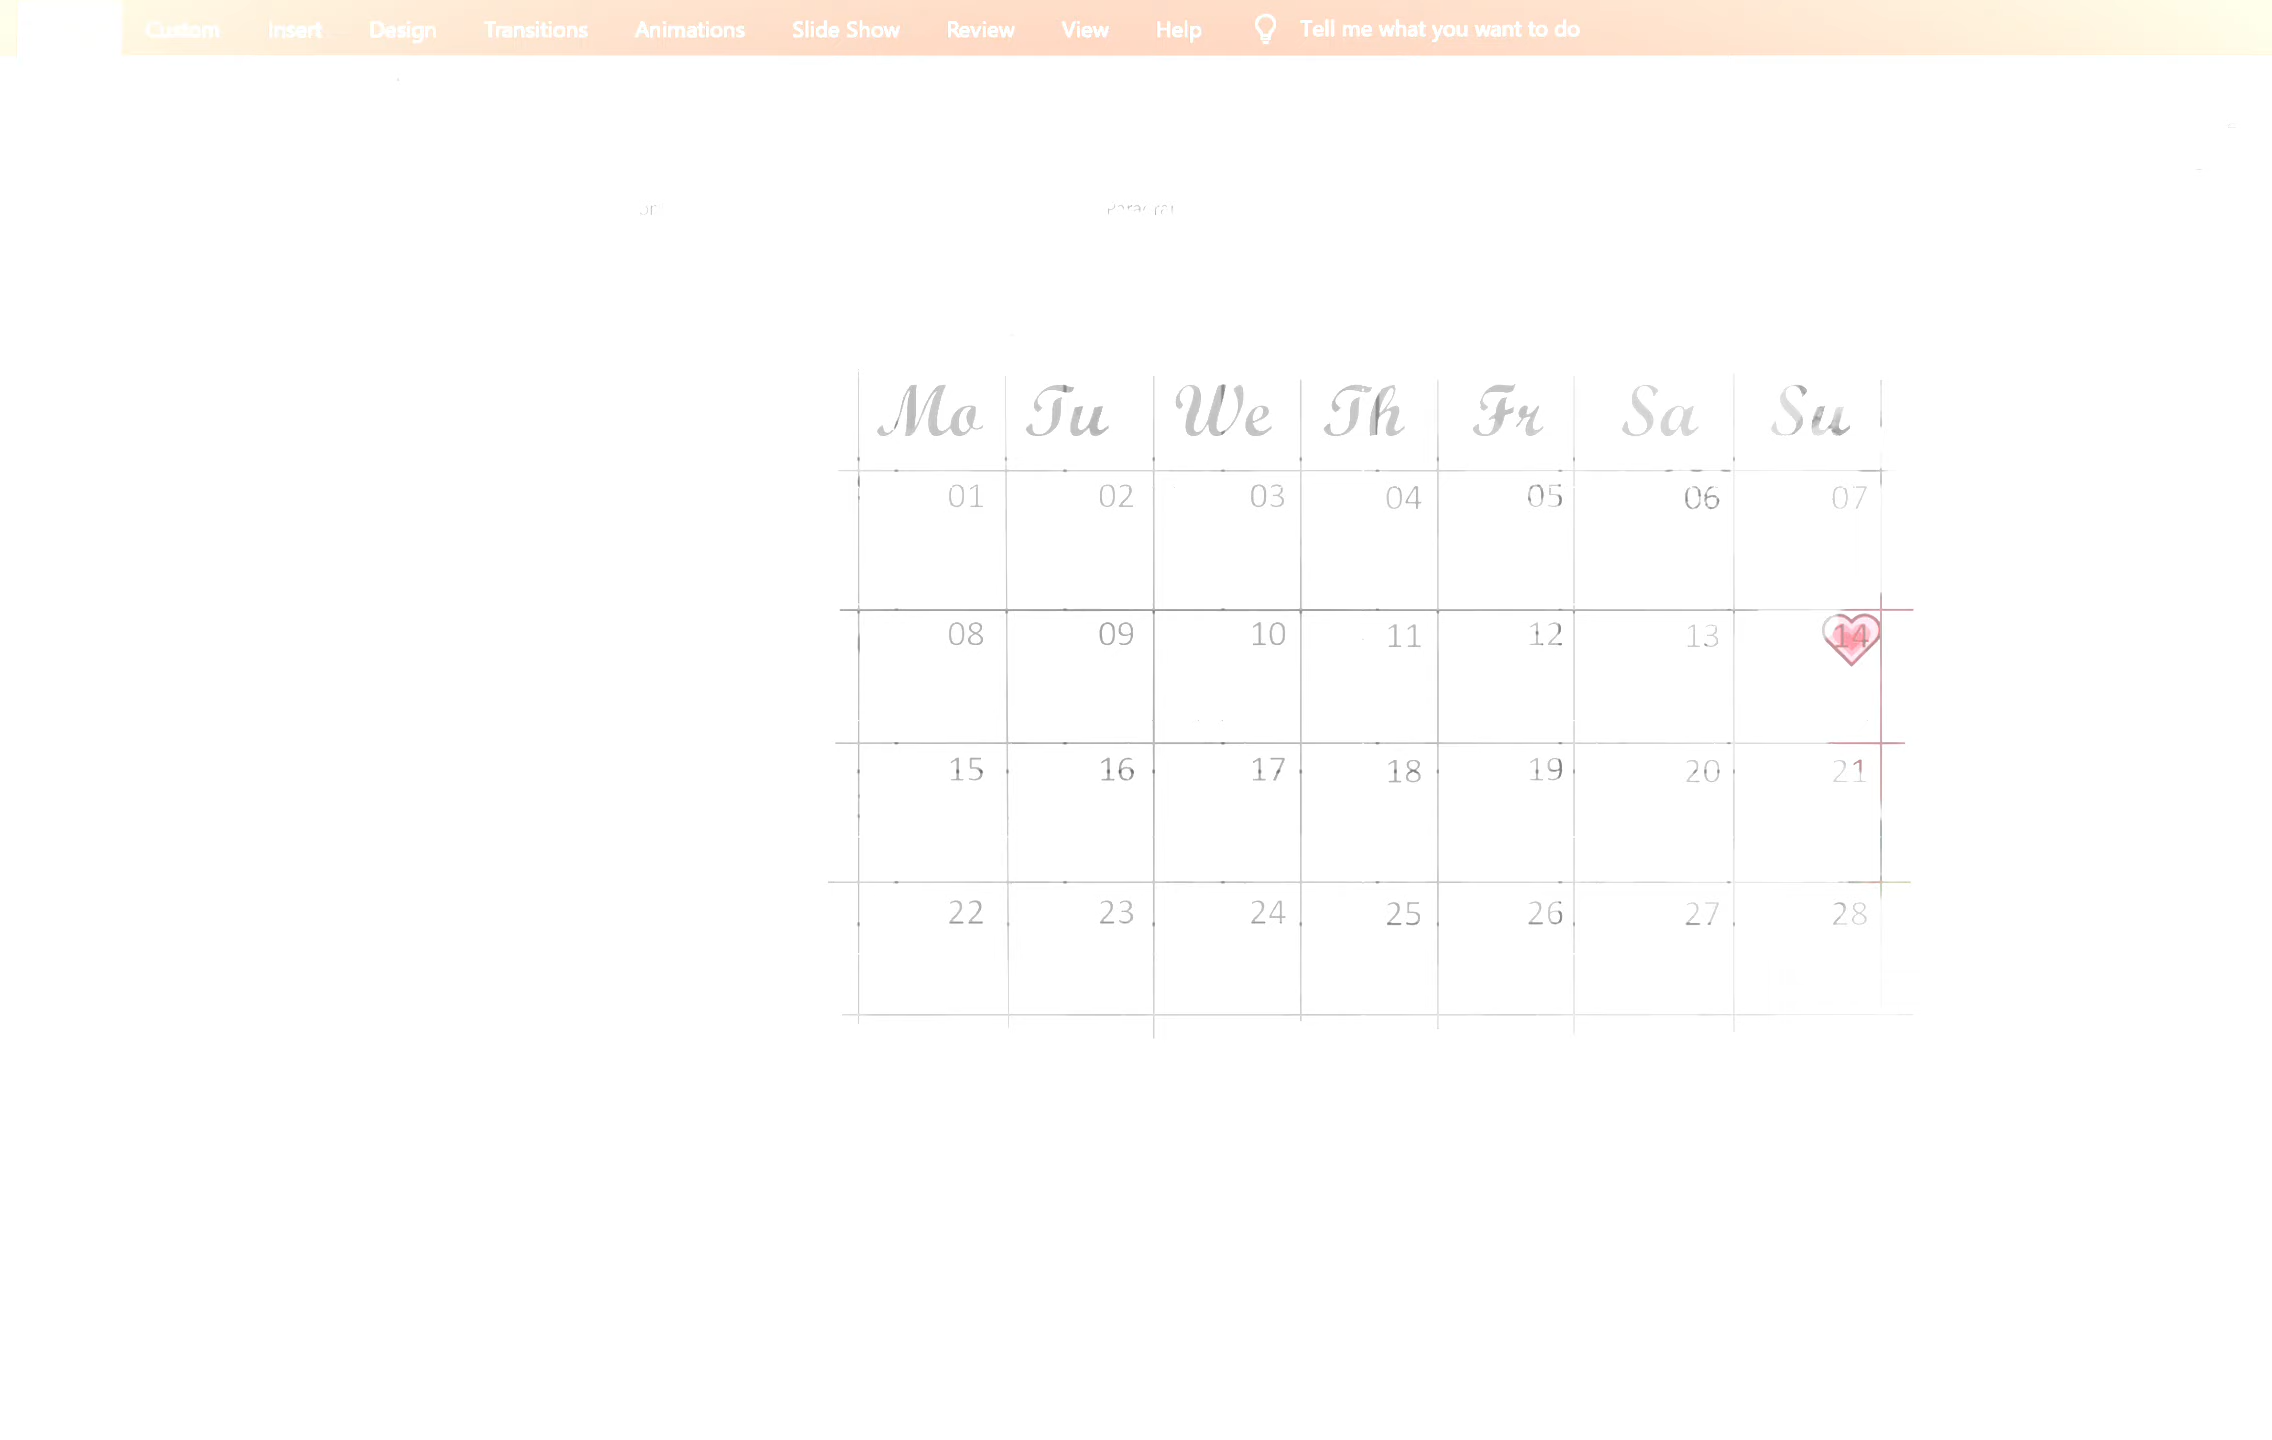 Custom Insert Design Transitions Animations Slide Show Review View Help Tell me what you want to do
Mo Tu We Th Fr Sa Su
01 02 03 04 05 06 07
08 09 10 11 12 13 14
15 16 17 18 19 20 21
22 23 24 25 26 27 28